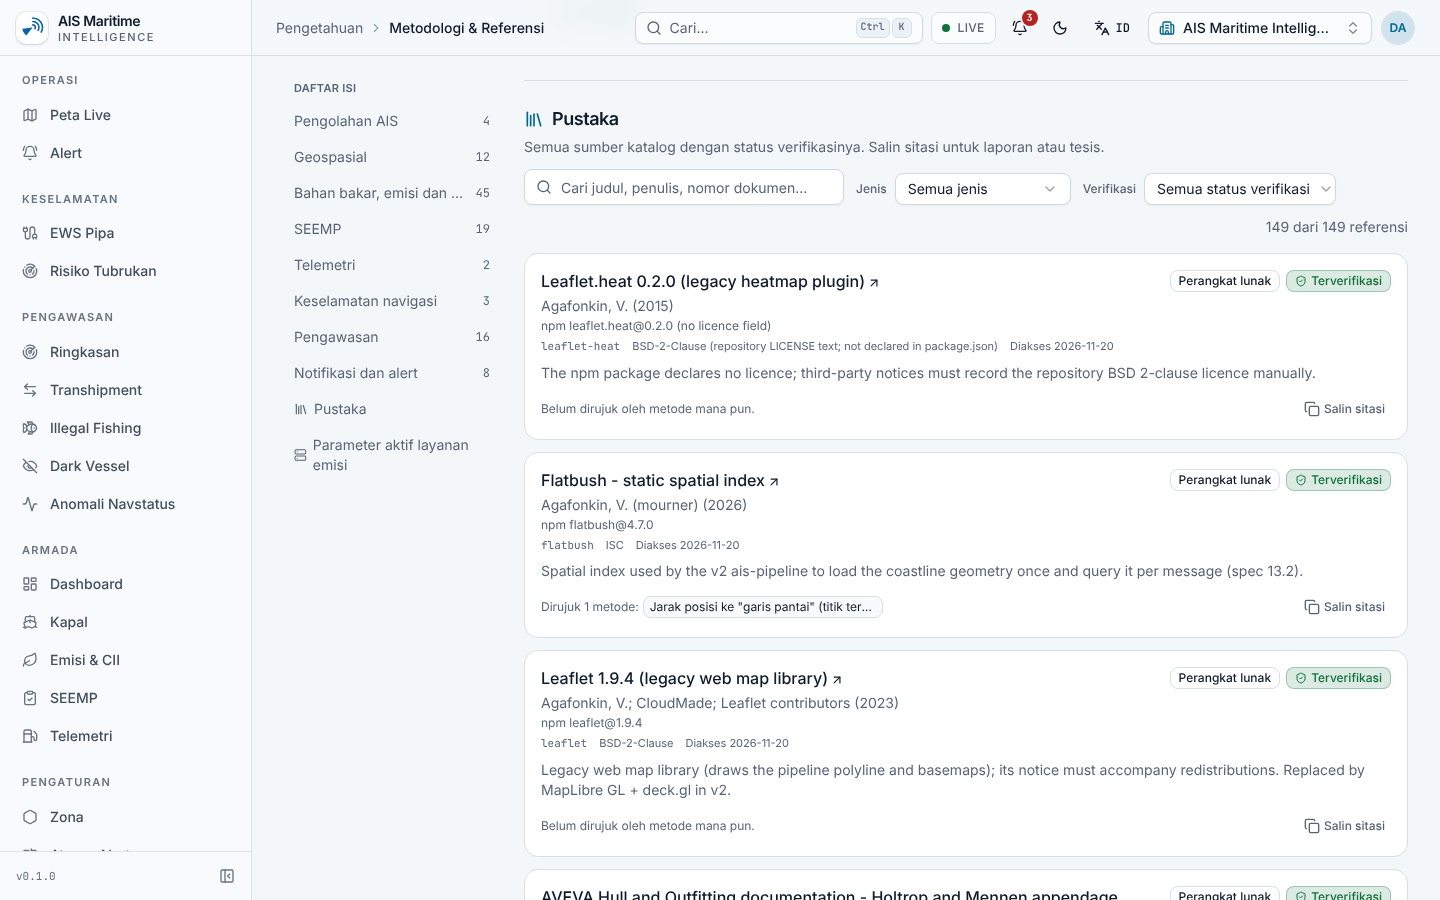 AIS Maritime
INTELLIGENCE
Pengetahuan > Metodologi & Referensi
Cari...
Ctrl K
LIVE
3
ID
AIS Maritime Intellig...
DA
OPERASI
Peta Live
Alert
KESELAMATAN
EWS Pipa
Risiko Tubrukan
PENGAWASAN
Ringkasan
Transhipment
Illegal Fishing
Dark Vessel
Anomali Navstatus
ARMADA
Dashboard
Kapal
Emisi & CII
SEEMP
Telemetri
PENGATURAN
Zona
v0.1.0
DAFTAR ISI
Pengolahan AIS 4
Geospasial 12
Bahan bakar, emisi dan ... 45
SEEMP 19
Telemetri 2
Keselamatan navigasi 3
Pengawasan 16
Notifikasi dan alert 8
Pustaka
Parameter aktif layanan
emisi
Pustaka
Semua sumber katalog dengan status verifikasinya. Salin sitasi untuk laporan atau tesis.
Cari judul, penulis, nomor dokumen...
Jenis
Semua jenis
Verifikasi
Semua status verifikasi
149 dari 149 referensi
Leaflet.heat 0.2.0 (legacy heatmap plugin)
Perangkat lunak
Terverifikasi
Agafonkin, V. (2015)
npm leaflet.heat@0.2.0 (no licence field)
leaflet-heat BSD-2-Clause (repository LICENSE text; not declared in package.json) Diakses 2026-11-20
The npm package declares no licence; third-party notices must record the repository BSD 2-clause licence manually.
Belum dirujuk oleh metode mana pun.
Salin sitasi
Flatbush - static spatial index
Perangkat lunak
Terverifikasi
Agafonkin, V. (mourner) (2026)
npm flatbush@4.7.0
flatbush ISC Diakses 2026-11-20
Spatial index used by the v2 ais-pipeline to load the coastline geometry once and query it per message (spec 13.2).
Dirujuk 1 metode: Jarak posisi ke "garis pantai" (titik ter...
Salin sitasi
Leaflet 1.9.4 (legacy web map library)
Perangkat lunak
Terverifikasi
Agafonkin, V.; CloudMade; Leaflet contributors (2023)
npm leaflet@1.9.4
leaflet BSD-2-Clause Diakses 2026-11-20
Legacy web map library (draws the pipeline polyline and basemaps); its notice must accompany redistributions. Replaced by
MapLibre GL + deck.gl in v2.
Belum dirujuk oleh metode mana pun.
Salin sitasi
AVEVA Hull and Outfitting documentation - Holtrop and Mennen appendage
Perangkat lunak
Terverifikasi